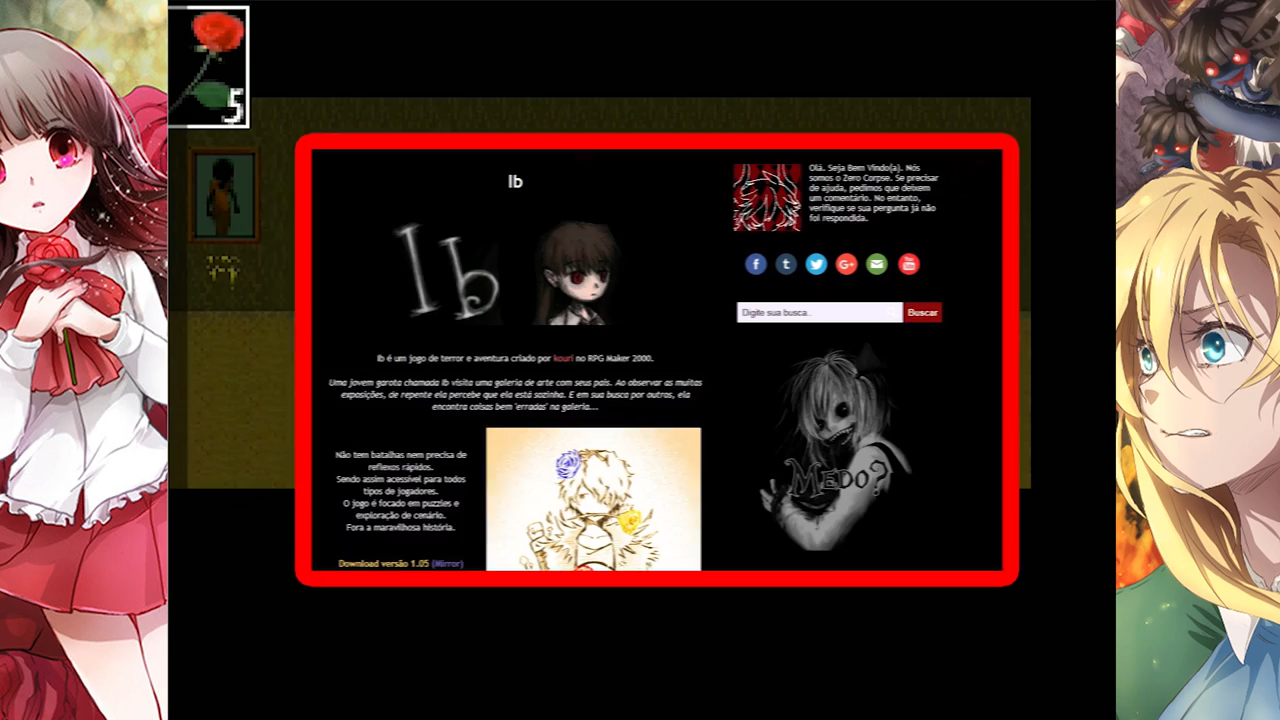 5
Ib
Ib
Ib é um jogo de terror e aventura criado por kouri no RPG Maker 2000.
Uma jovem garota chamada Ib visita uma galeria de arte com seus pais. Ao observar as muitas
exposições, de repente ela percebe que ela está sozinha. E em sua busca por outros, ela
encontra coisas bem 'erradas' na galeria...
Não tem batalhas nem precisa de
reflexos rápidos.
Sendo assim acessível para todos
tipos de jogadores.
O jogo é focado em puzzles e
exploração de cenário.
Fora a maravilhosa história.
Download versão 1.05 (Mirror)
Olá. Seja Bem Vindo(a). Nós
somos o Zero Corpse. Se precisar
de ajuda, pedimos que deixem
um comentário. No entanto,
verifique se sua pergunta já não
foi respondida.
f t G+ You
Digite sua busca..
Buscar
MEDO?